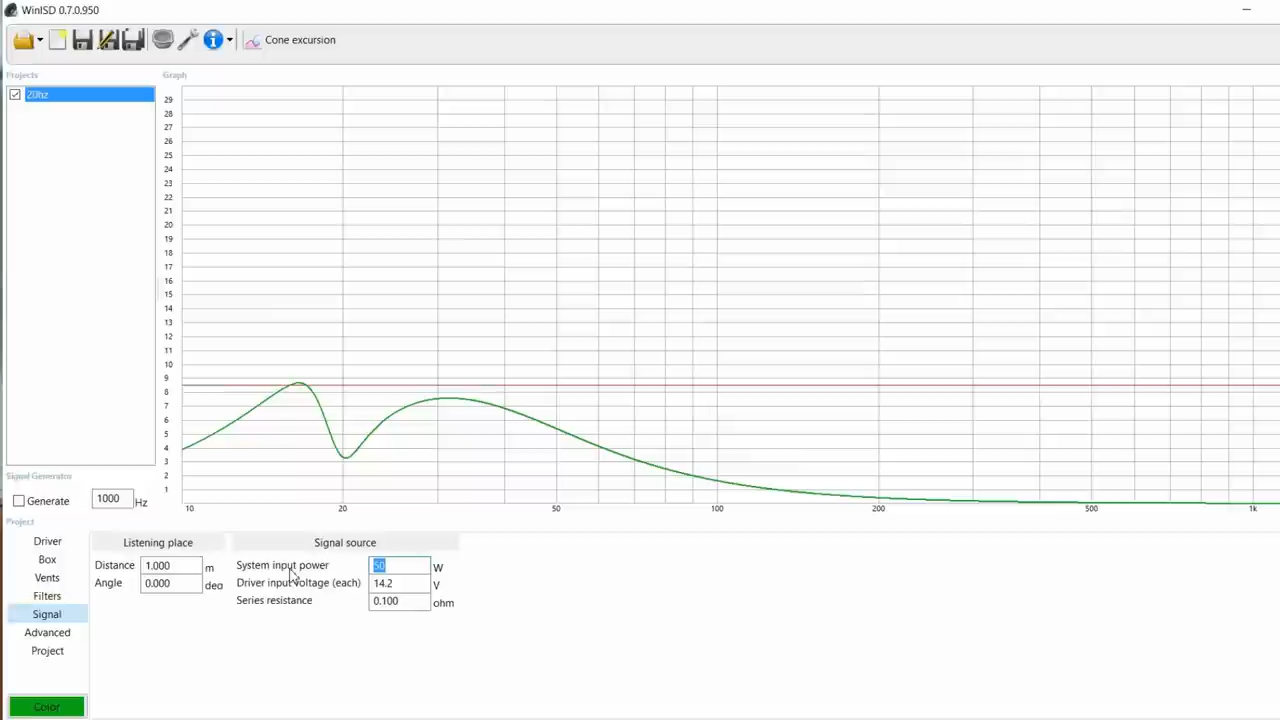 WinISD 0.7.0.950
Cone excursion
Projects
Graph
20hz
29
28
27
26
25
24
23
22
21
20
19
18
17
16
15
14
13
12
11
10
9
8
7
6
5
4
3
2
1
10 20 50 100 200 500 1k
Signal Generator
Generate 1000 Hz
Project
Driver
Box
Vents
Filters
Signal
Advanced
Project
Color
Listening place
Distance 1.000 m
Angle 0.000 deg
Signal source
System input power 50 W
Driver input voltage (each) 14.2 V
Series resistance 0.100 ohm